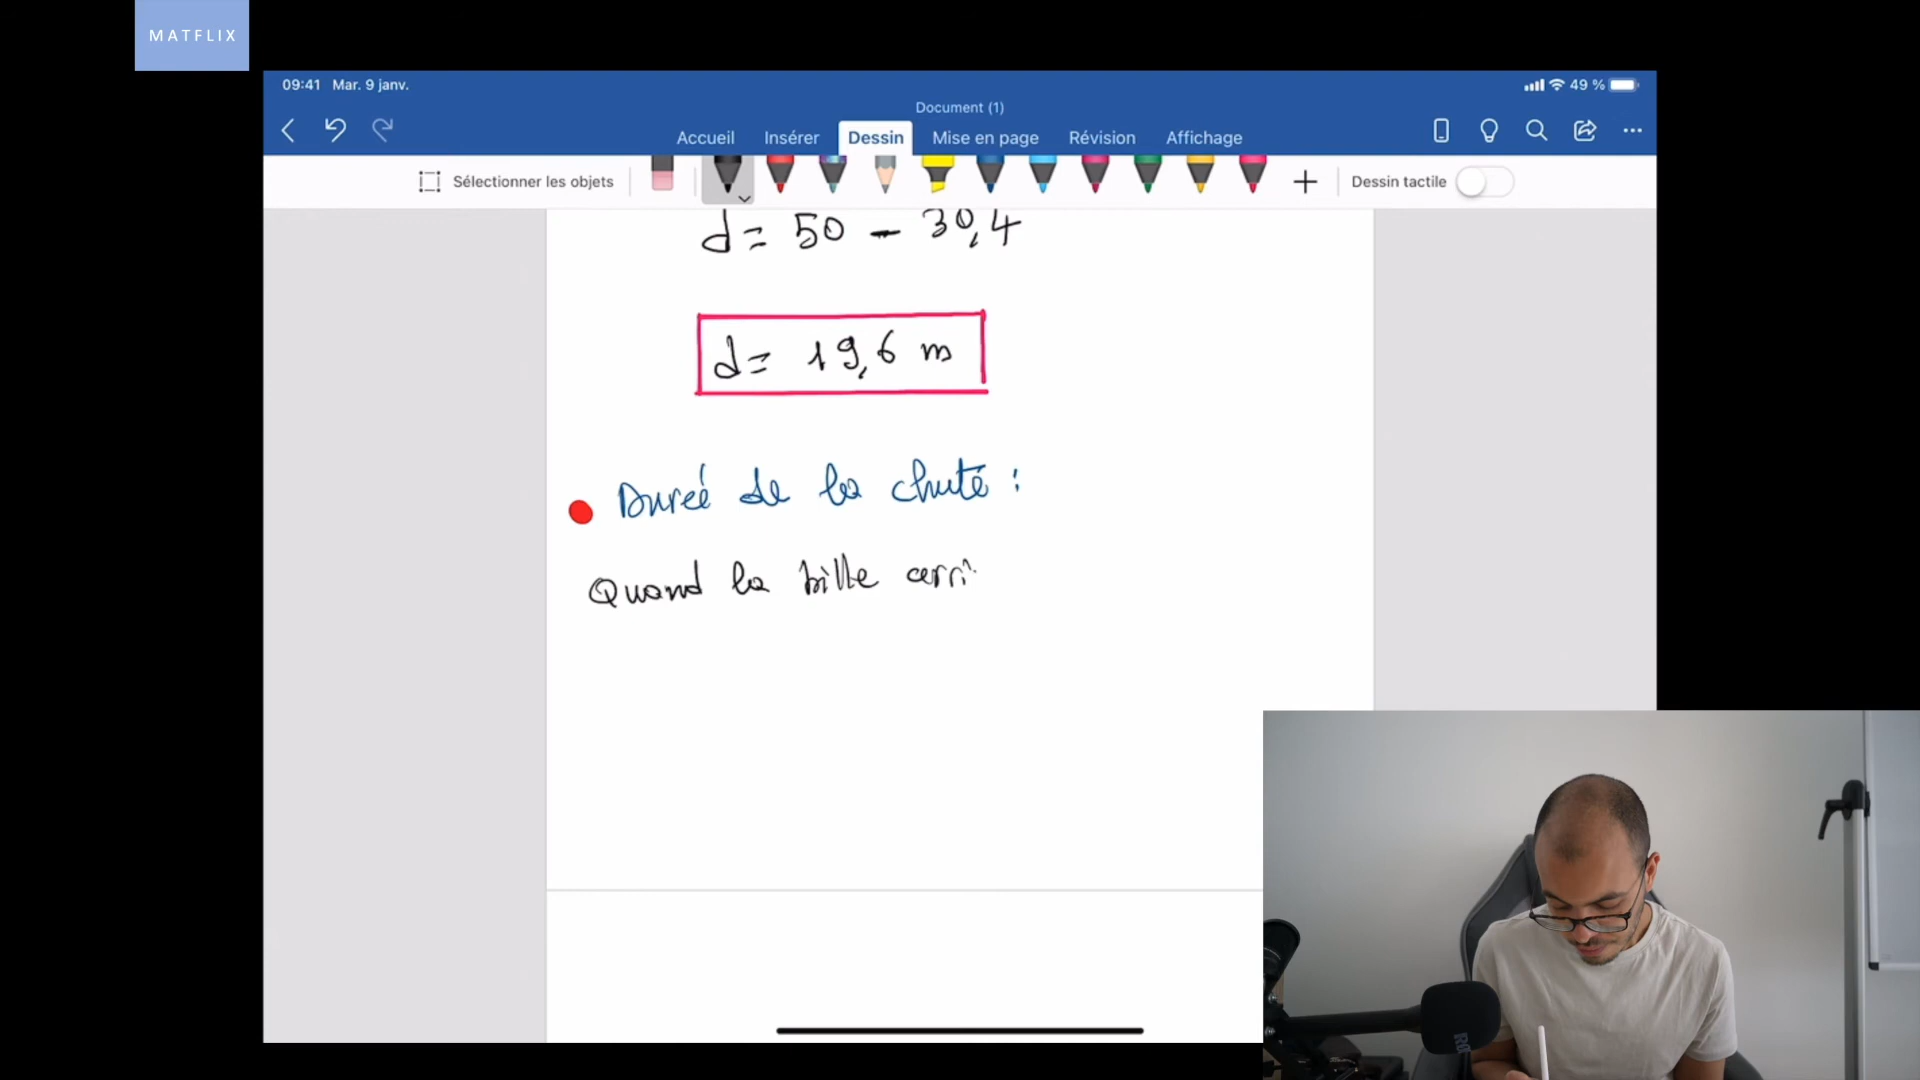 MATFLIX
09:41 Mar. 9 janv.
49 %
Document (1)
Accueil Insérer Dessin Mise en page Révision Affichage
Sélectionner les objets
Dessin tactile
d = 50 - 30,4
d = 19,6 m
Dureé de la chute :
Quand la bille arri